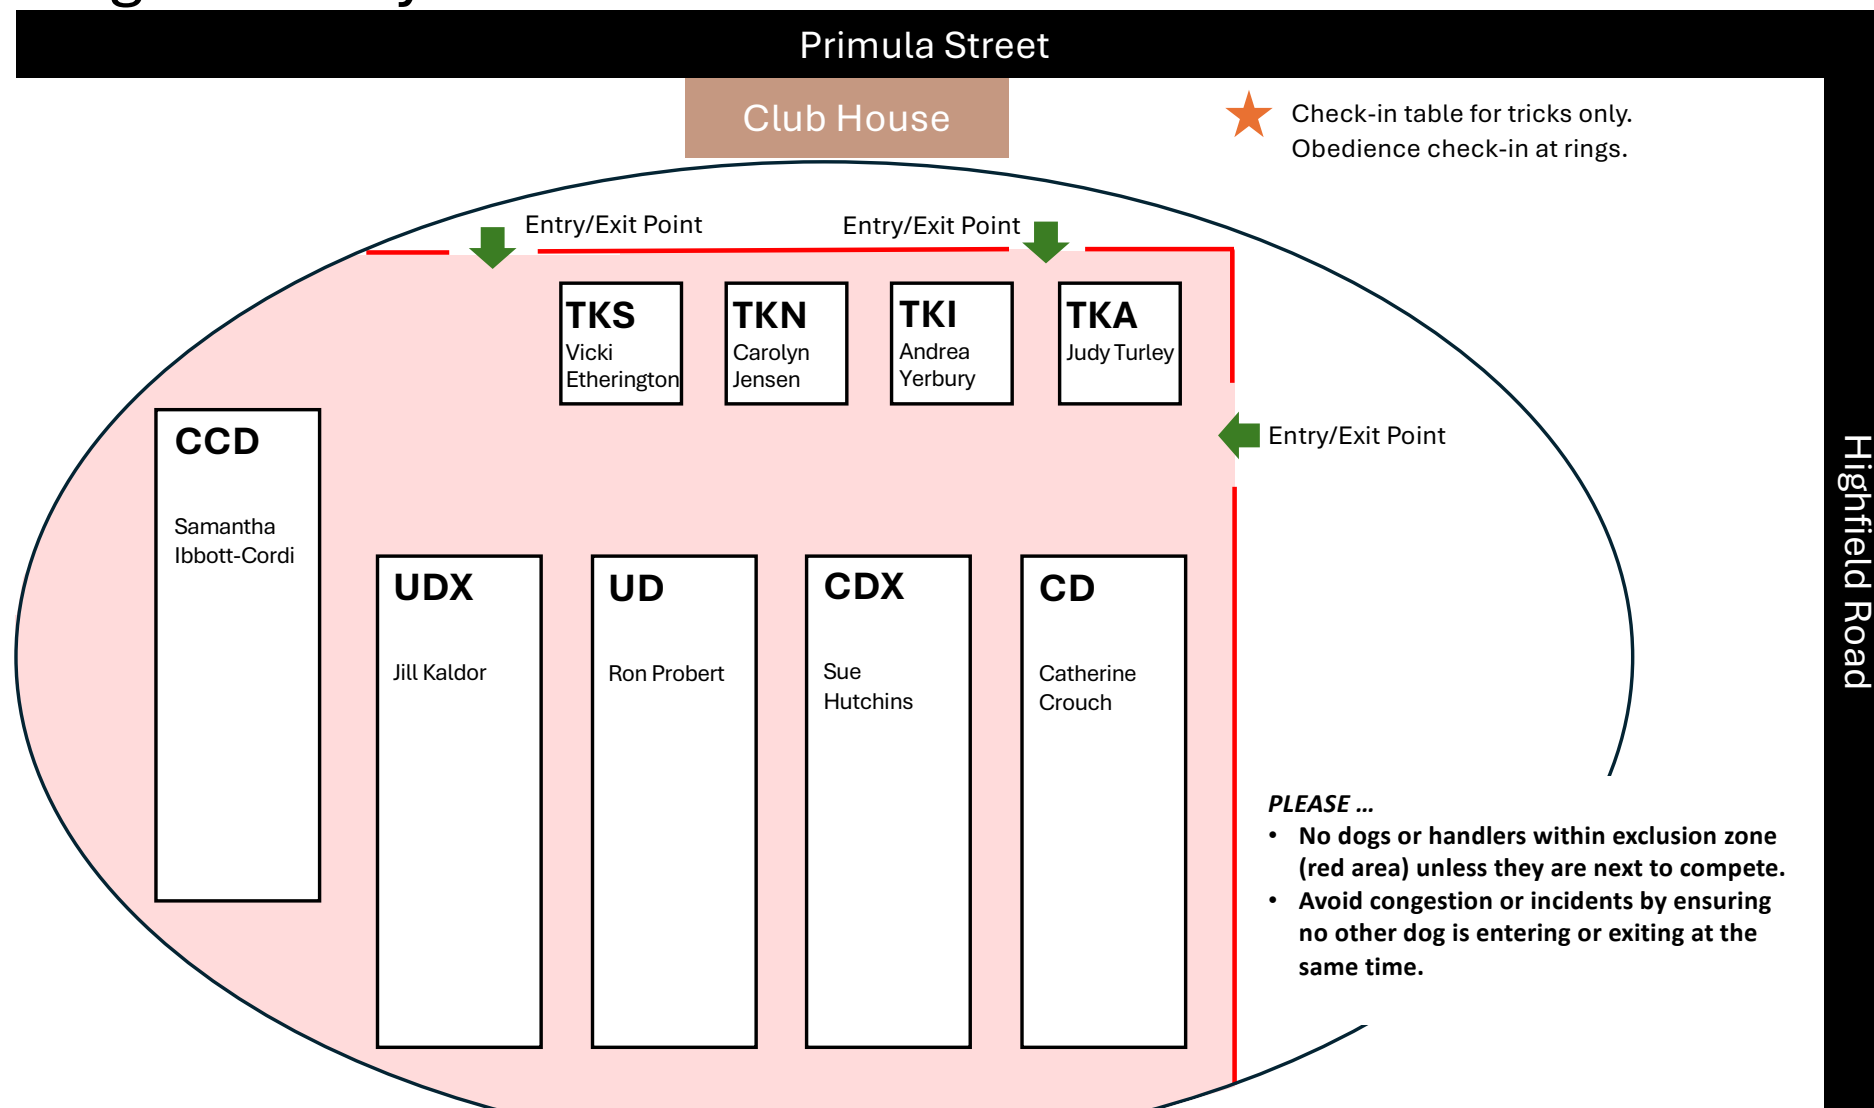 Primula Street
Club House
Check-in table for tricks only.
Obedience check-in at rings.
Entry/Exit Point
Entry/Exit Point
TKS
Vicki
Etherington
TKN
Carolyn
Jensen
TKI
Andrea
Yerbury
TKA
Judy Turley
Entry/Exit Point
CCD
Samantha
Ibbott-Cordi
UDX
Jill Kaldor
UD
Ron Probert
CDX
Sue
Hutchins
CD
Catherine
Crouch
Highfield Road
PLEASE ...
• No dogs or handlers within exclusion zone
(red area) unless they are next to compete.
• Avoid congestion or incidents by ensuring
no other dog is entering or exiting at the
same time.